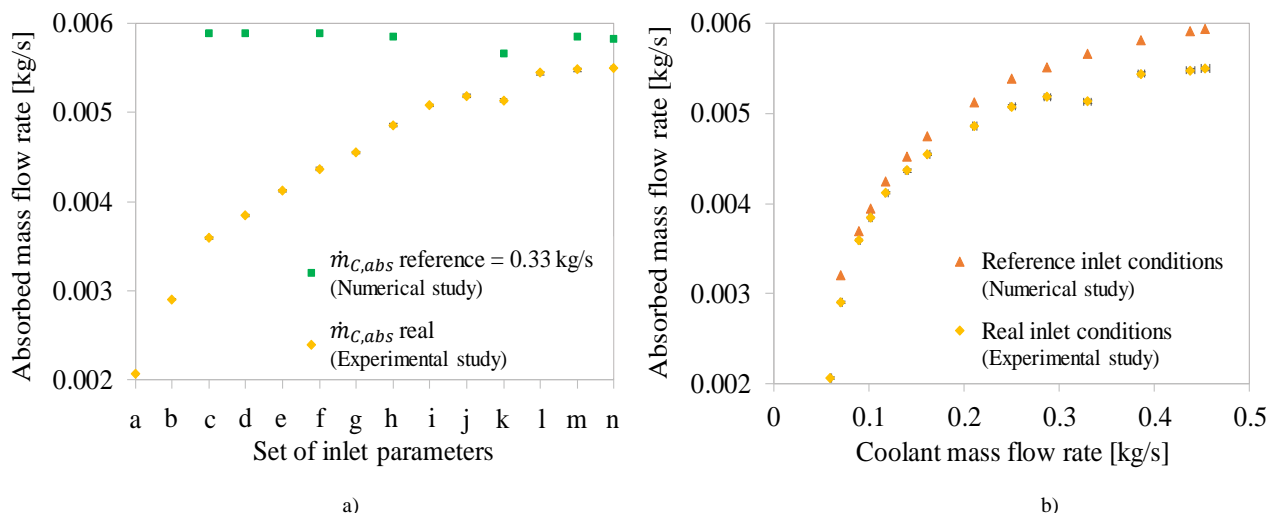 Absorbed mass flow rate [kg/s]
0.006
0.005
0.004
0.003
0.002
ṁC,abs reference = 0.33 kg/s
(Numerical study)
ṁC,abs real
(Experimental study)
a b c d e f g h i j k l m n
Set of inlet parameters
a)
Absorbed mass flow rate [kg/s]
0.006
0.005
0.004
0.003
0.002
Reference inlet conditions
(Numerical study)
Real inlet conditions
(Experimental study)
0 0.1 0.2 0.3 0.4 0.5
Coolant mass flow rate [kg/s]
b)